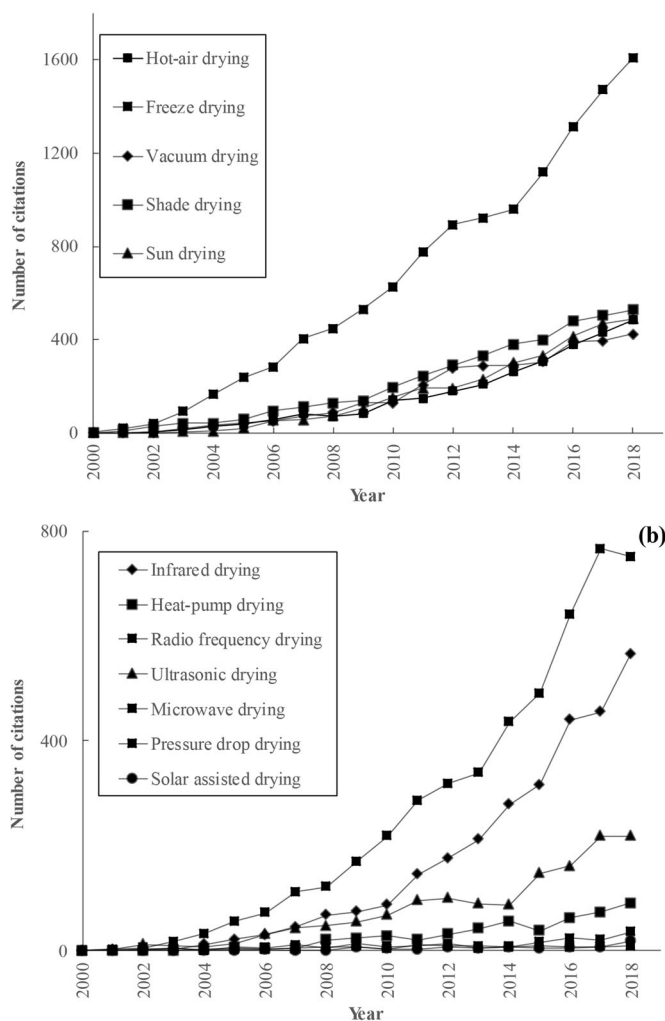 1600
1200
800
400
0
Number of citations
Hot-air drying
Freeze drying
Vacuum drying
Shade drying
Sun drying
2000
2002
2004
2006
2008
2010
2012
2014
2016
2018
Year
(b)
800
400
0
Number of citations
Infrared drying
Heat-pump drying
Radio frequency drying
Ultrasonic drying
Microwave drying
Pressure drop drying
Solar assisted drying
2000
2002
2004
2006
2008
2010
2012
2014
2016
2018
Year